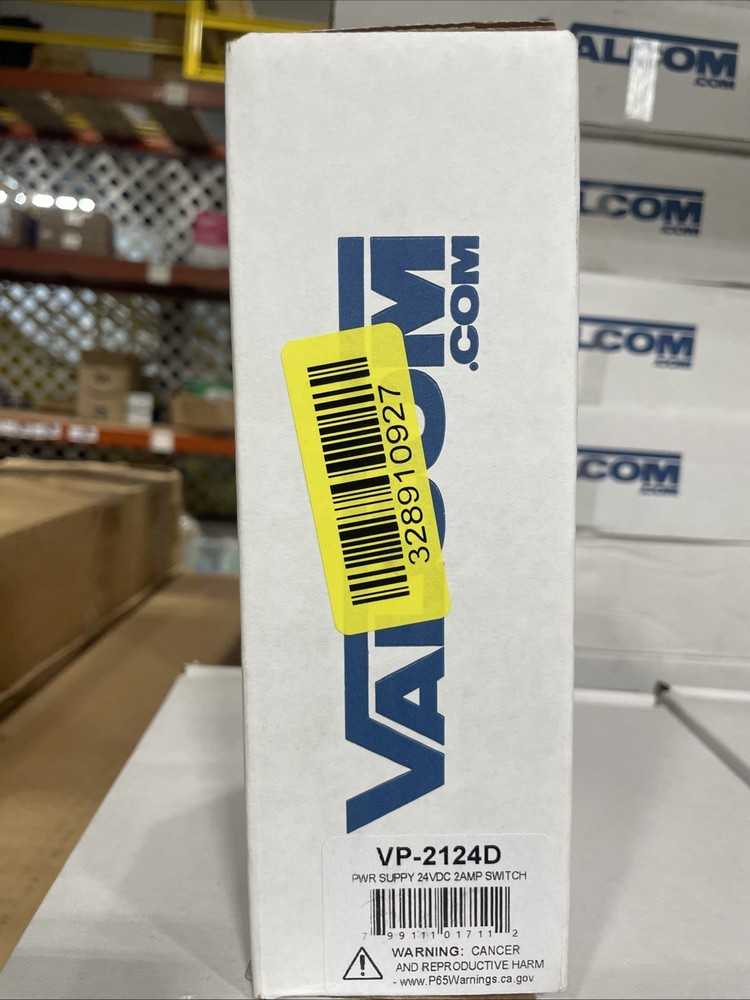 VALCOM
.COM
328910927
VP-2124D
PWR SUPPY 24VDC 2AMP SWITCH
7 99111 01711 2
WARNING: CANCER
AND REPRODUCTIVE HARM
- www.P65Warnings.ca.gov
ALCOM
.COM
LCOM
.COM
LCOM
.COM
LCOM
.COM